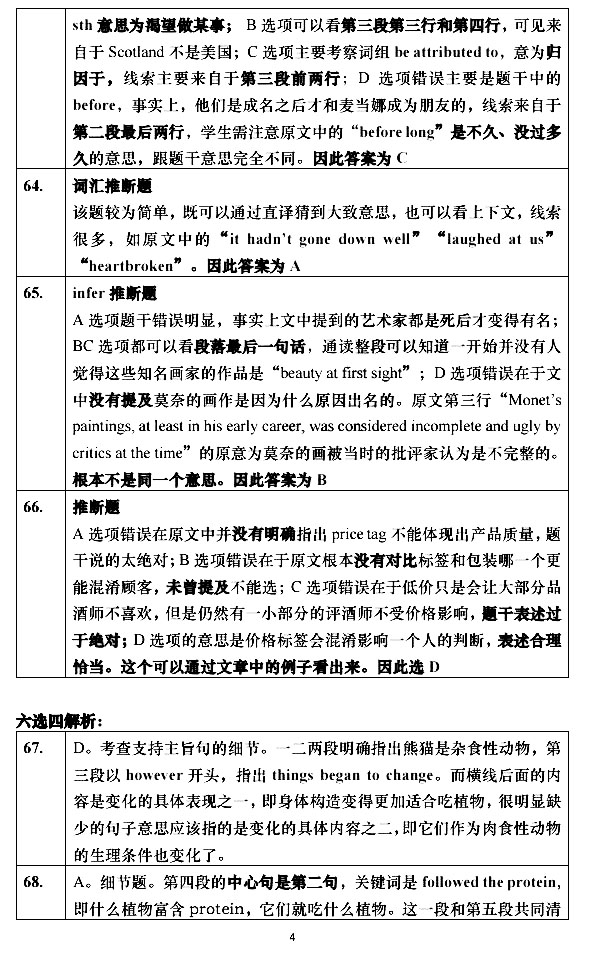 sth 意思为渴望做某事； B 选项可以看第三段第三行和第四行，可见来
自于 Scotland 不是美国；C 选项主要考察词组 be attributed to，意为归
因于，线索主要来自于第三段前两行；D 选项错误主要是题干中的
before，事实上，他们是成名之后才和麦当娜成为朋友的，线索来自于
第二段最后两行，学生需注意原文中的“before long”是不久、没过多
久的意思，跟题干意思完全不同。因此答案为 C
64. 词汇推断题
该题较为简单，既可以通过直译猜到大致意思，也可以看上下文，线索
很多，如原文中的“it hadn’t gone down well”“laughed at us”
“heartbroken”。因此答案为 A
65. infer 推断题
A 选项题干错误明显，事实上文中提到的艺术家都是死后才变得有名；
BC 选项都可以看段落最后一句话，通读整段可以知道一开始并没有人
觉得这些知名画家的作品是“beauty at first sight”；D 选项错误在于文
中没有提及莫奈的画作是因为什么原因出名的。原文第三行“Monet’s
paintings, at least in his early career, was considered incomplete and ugly by
critics at the time”的原意为莫奈的画被当时的批评家认为是不完整的。
根本不是同一个意思。因此答案为 B
66. 推断题
A 选项错误在原文中并没有明确指出 price tag 不能体现出产品质量，题
干说的太绝对；B 选项错误在于原文根本没有对比标签和包装哪一个更
能混淆顾客，未曾提及不能选；C 选项错误在于低价只是会让大部分品
酒师不喜欢，但是仍然有一小部分的评酒师不受价格影响，题干表述过
于绝对；D 选项的意思是价格标签会混淆影响一个人的判断，表述合理
恰当。这个可以通过文章中的例子看出来。因此选 D
六选四解析：
67. D。考查支持主旨句的细节。一二两段明确指出熊猫是杂食性动物，第
三段以 however 开头，指出 things began to change。而横线后面的内
容是变化的具体表现之一，即身体构造变得更加适合吃植物，很明显缺
少的句子意思应该指的是变化的具体内容之二，即它们作为肉食性动物
的生理条件也变化了。
68. A。细节题。第四段的中心句是第二句，关键词是 followed the protein,
即什么植物富含 protein，它们就吃什么植物。这一段和第五段共同清
4